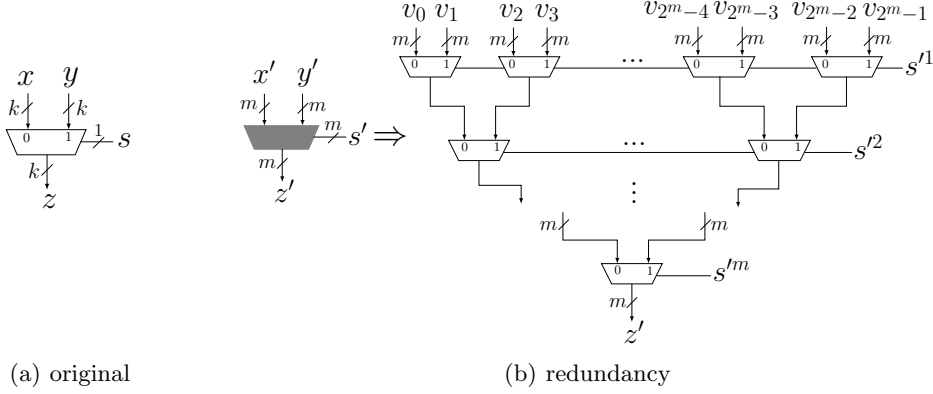 v₀ v₁ v₂ v₃ v₂ᵐ₋₄ v₂ᵐ₋₃ v₂ᵐ₋₂ v₂ᵐ₋₁
m m m m m m m m
0 1 0 1 ... 0 1 0 1 s′¹
x y x′ y′
k k m m
0 1 1 s m s′ ⇒ 0 1 ... 0 1 s′²
k m
z z′
⋮
m m
0 1 s′ᵐ
m
z′
(a) original (b) redundancy